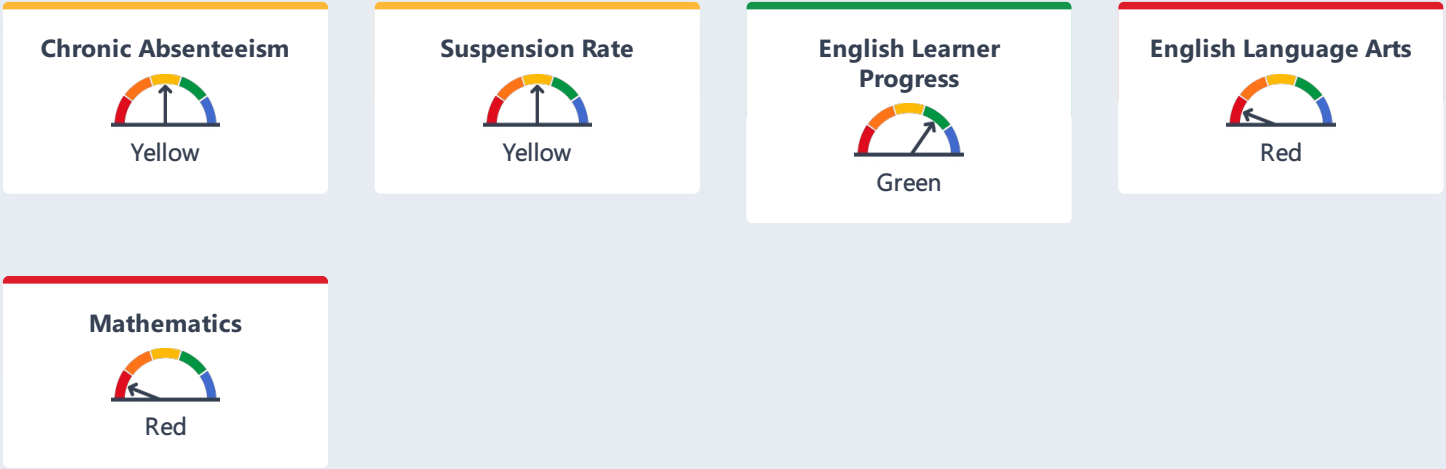 Chronic Absenteeism
Yellow
Suspension Rate
Yellow
English Learner
Progress
Green
English Language Arts
Red
Mathematics
Red